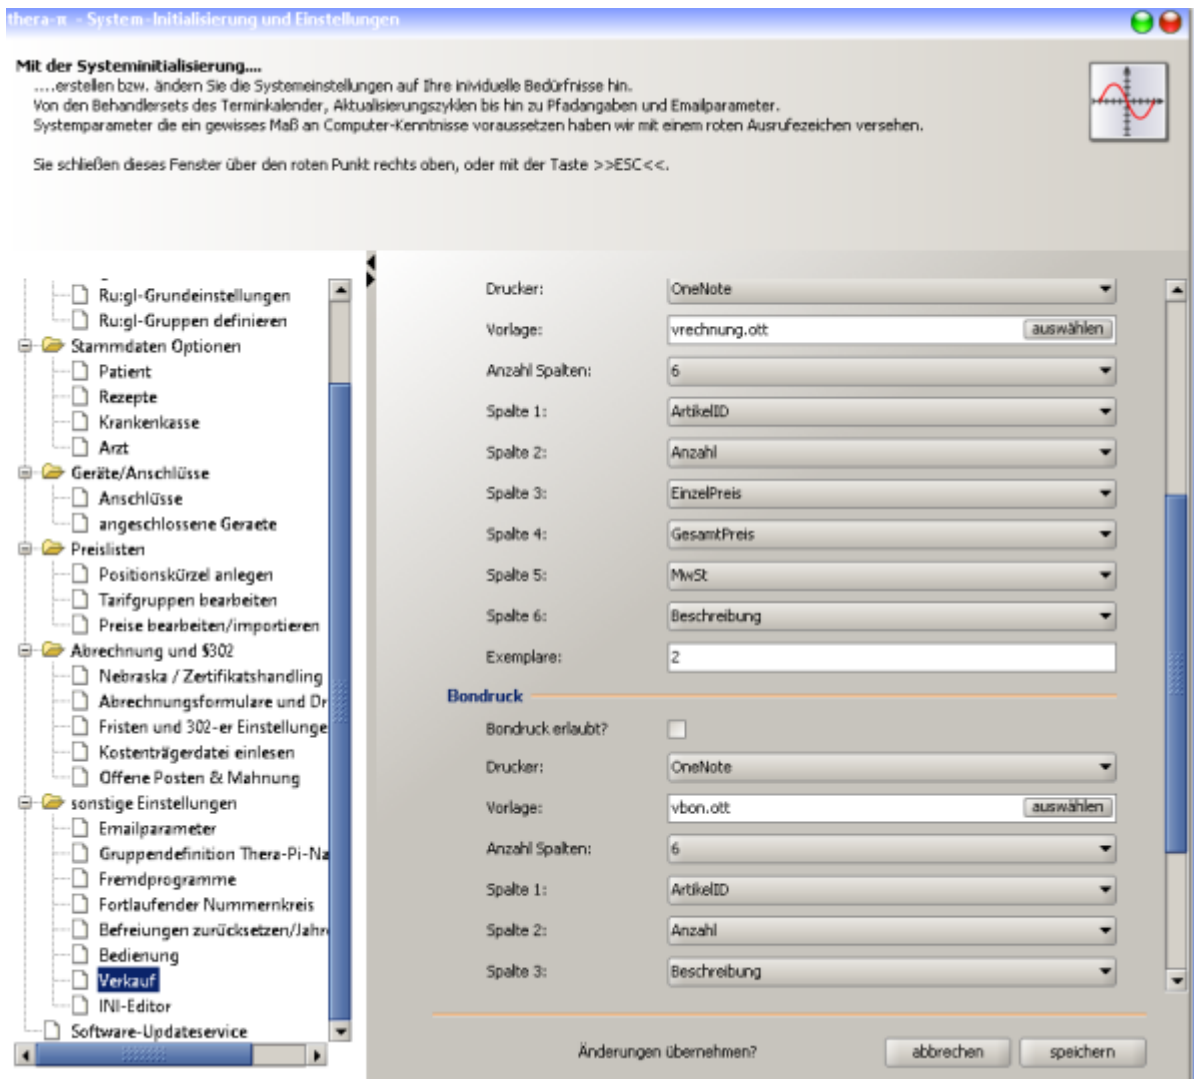 thera-π - System-Initialisierung und Einstellungen
Mit der Systeminitialisierung....
....erstellen bzw. ändern Sie die Systemeinstellungen auf Ihre inividuelle Bedürfnisse hin.
Von den Behandlersets des Terminkalender, Aktualisierungszyklen bis hin zu Pfadangaben und Emailparameter.
Systemparameter die ein gewisses Maß an Computer-Kenntnisse voraussetzen haben wir mit einem roten Ausrufezeichen versehen.
Sie schließen dieses Fenster über den roten Punkt rechts oben, oder mit der Taste >>ESC<<.
Ru:gl-Grundeinstellungen
Ru:gl-Gruppen definieren
Stammdaten Optionen
Patient
Rezepte
Krankenkasse
Arzt
Geräte/Anschlüsse
Anschlüsse
angeschlossene Geraete
Preislisten
Positionskürzel anlegen
Tarifgruppen bearbeiten
Preise bearbeiten/importieren
Abrechnung und §302
Nebraska / Zertifikatshandling
Abrechnungsformulare und Dr
Fristen und 302-er Einstellunge
Kostenträgerdatei einlesen
Offene Posten & Mahnung
sonstige Einstellungen
Emailparameter
Gruppendefinition Thera-Pi-Na
Fremdprogramme
Fortlaufender Nummernkreis
Befreiungen zurücksetzen/Jahr
Bedienung
Verkauf
INI-Editor
Software-Updateservice
Drucker: OneNote
Vorlage: vrechnung.ott auswählen
Anzahl Spalten: 6
Spalte 1: ArtikelID
Spalte 2: Anzahl
Spalte 3: EinzelPreis
Spalte 4: GesamtPreis
Spalte 5: MwSt
Spalte 6: Beschreibung
Exemplare: 2
Bondruck
Bondruck erlaubt?
Drucker: OneNote
Vorlage: vbon.ott auswählen
Anzahl Spalten: 6
Spalte 1: ArtikelID
Spalte 2: Anzahl
Spalte 3: Beschreibung
Änderungen übernehmen? abbrechen speichern